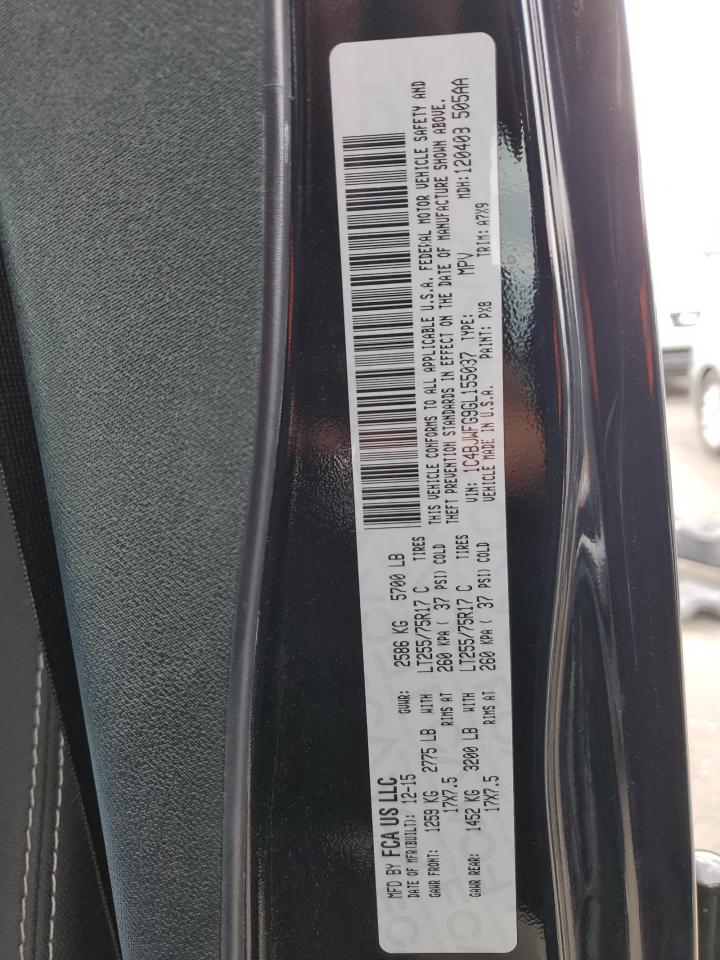 MFD BY FCA US LLC
DATE OF MFR(BUILT): 12-15 GVWR: 2586 KG 5700 LB
GAWR FRONT: 1259 KG 2775 LB WITH LT255/75R17 C TIRES
17X7.5 RIMS AT 260 KPA ( 37 PSI) COLD
GAWR REAR: 1452 KG 3200 LB WITH LT255/75R17 C TIRES
17X7.5 RIMS AT 260 KPA ( 37 PSI) COLD
THIS VEHICLE CONFORMS TO ALL APPLICABLE U.S.A. FEDERAL MOTOR VEHICLE SAFETY AND
THEFT PREVENTION STANDARDS IN EFFECT ON THE DATE OF MANUFACTURE SHOWN ABOVE.
VIN: 1C4BJWFG9GL155037 TYPE: MPV MDH:120403 505AA
VEHICLE MADE IN U.S.A. PAINT: PX8 TRIM: A7X9